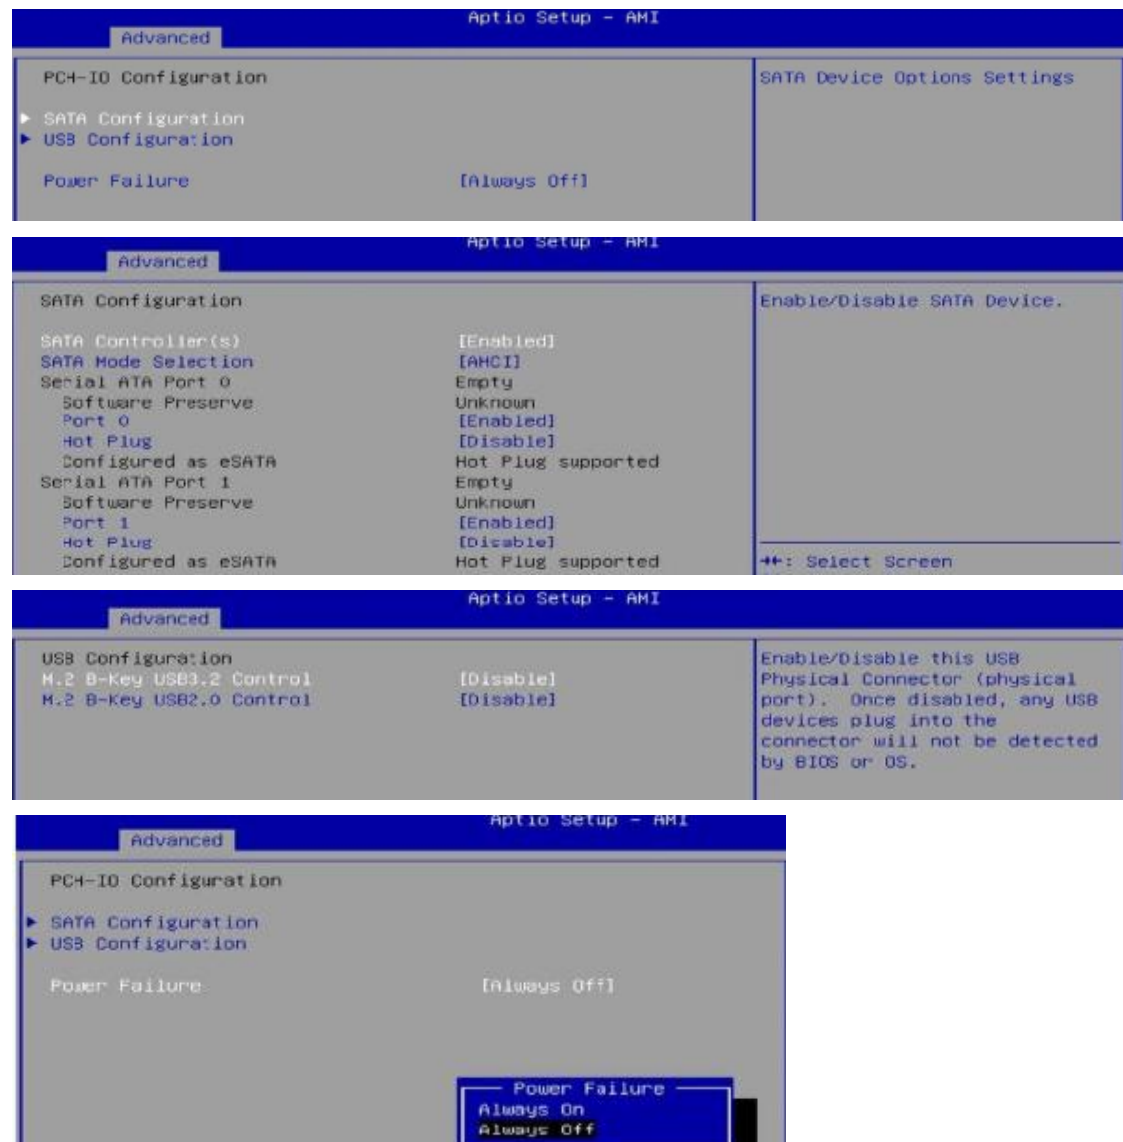 Aptio Setup - AMI
Advanced
PCH-IO Configuration
SATA Device Options Settings
SATA Configuration
USB Configuration
Power Failure [Always Off]
Aptio Setup - AMI
Advanced
SATA Configuration
Enable/Disable SATA Device.
SATA Controller(s) [Enabled]
SATA Mode Selection [AHCI]
Serial ATA Port 0 Empty
Software Preserve Unknown
Port 0 [Enabled]
Hot Plug [Disable]
Configured as eSATA Hot Plug supported
Serial ATA Port 1 Empty
Software Preserve Unknown
Port 1 [Enabled]
Hot Plug [Disable]
Configured as eSATA Hot Plug supported
→←: Select Screen
Aptio Setup - AMI
Advanced
USB Configuration
M.2 B-Key USB3.2 Control [Disable]
M.2 B-Key USB2.0 Control [Disable]
Enable/Disable this USB
Physical Connector (physical
port). Once disabled, any USB
devices plug into the
connector will not be detected
by BIOS or OS.
Aptio Setup - AMI
Advanced
PCH-IO Configuration
SATA Configuration
USB Configuration
Power Failure [Always Off]
Power Failure
Always On
Always Off